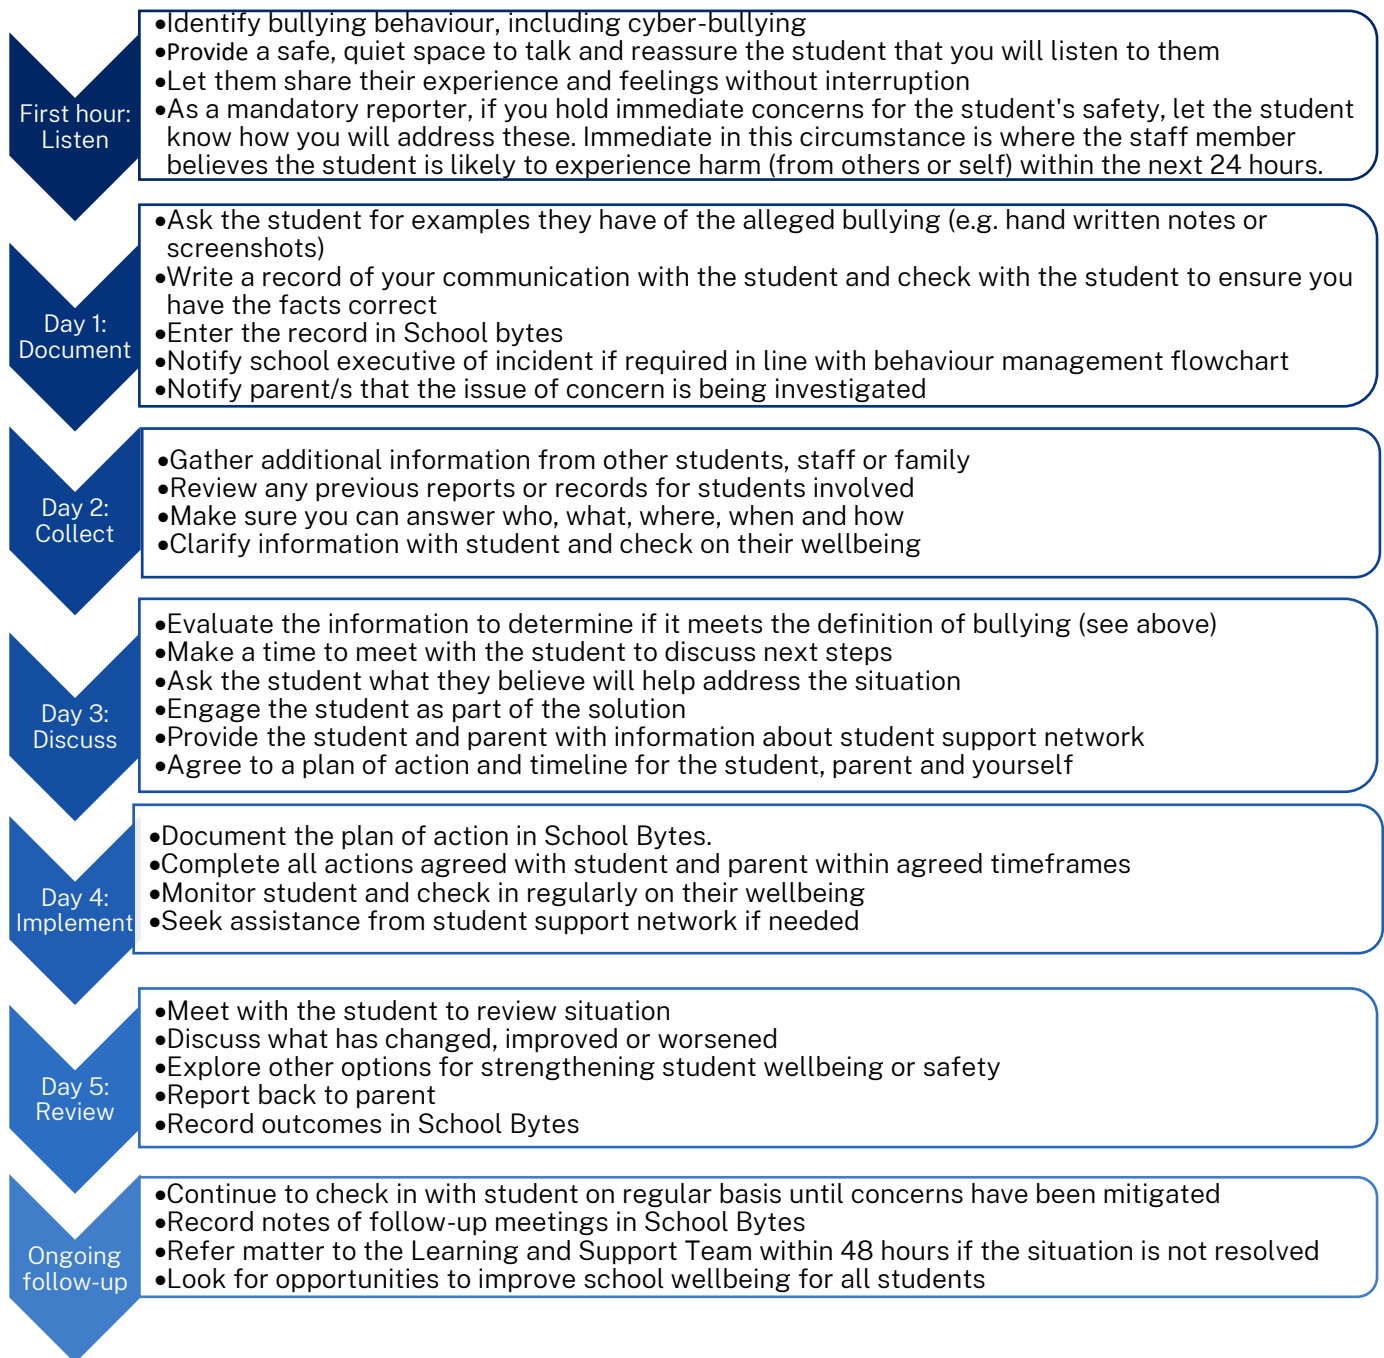 First hour:
Listen
•Identify bullying behaviour, including cyber-bullying
•Provide a safe, quiet space to talk and reassure the student that you will listen to them
•Let them share their experience and feelings without interruption
•As a mandatory reporter, if you hold immediate concerns for the student's safety, let the student
know how you will address these. Immediate in this circumstance is where the staff member
believes the student is likely to experience harm (from others or self) within the next 24 hours.
Day 1:
Document
•Ask the student for examples they have of the alleged bullying (e.g. hand written notes or
screenshots)
•Write a record of your communication with the student and check with the student to ensure you
have the facts correct
•Enter the record in School bytes
•Notify school executive of incident if required in line with behaviour management flowchart
•Notify parent/s that the issue of concern is being investigated
Day 2:
Collect
•Gather additional information from other students, staff or family
•Review any previous reports or records for students involved
•Make sure you can answer who, what, where, when and how
•Clarify information with student and check on their wellbeing
Day 3:
Discuss
•Evaluate the information to determine if it meets the definition of bullying (see above)
•Make a time to meet with the student to discuss next steps
•Ask the student what they believe will help address the situation
•Engage the student as part of the solution
•Provide the student and parent with information about student support network
•Agree to a plan of action and timeline for the student, parent and yourself
Day 4:
Implement
•Document the plan of action in School Bytes.
•Complete all actions agreed with student and parent within agreed timeframes
•Monitor student and check in regularly on their wellbeing
•Seek assistance from student support network if needed
Day 5:
Review
•Meet with the student to review situation
•Discuss what has changed, improved or worsened
•Explore other options for strengthening student wellbeing or safety
•Report back to parent
•Record outcomes in School Bytes
Ongoing
follow-up
•Continue to check in with student on regular basis until concerns have been mitigated
•Record notes of follow-up meetings in School Bytes
•Refer matter to the Learning and Support Team within 48 hours if the situation is not resolved
•Look for opportunities to improve school wellbeing for all students